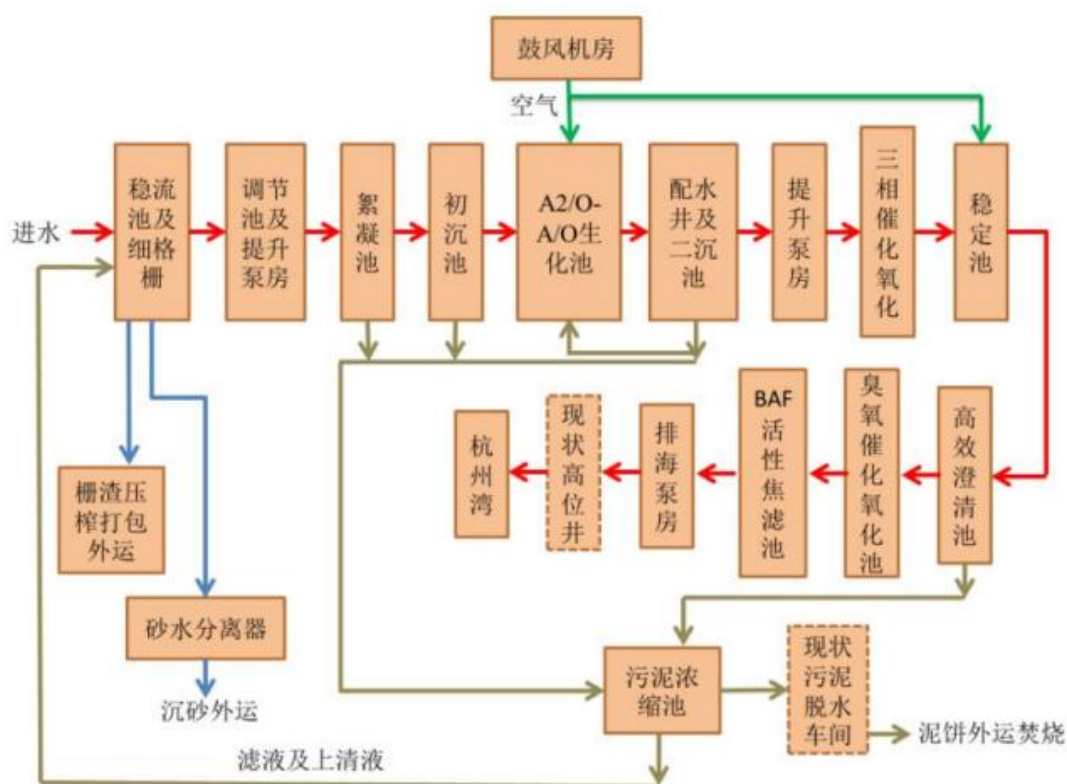 鼓风机房
空气
进水
稳流
池及
细格
栅
调节
池及
提升
泵房
絮
凝
池
初
沉
池
A2/O-
A/O生
化池
配水
井及
二沉
池
提
升
泵
房
三
相
催
化
氧
化
稳
定
池
杭
州
湾
现
状
高
位
井
排
海
泵
房
BAF
活
性
焦
滤
池
臭
氧
催
化
氧
化
池
高
效
澄
清
池
栅渣压
榨打包
外运
砂水分离器
沉砂外运
污泥浓
缩池
现状
污泥
脱水
车间
泥饼外运焚烧
滤液及上清液